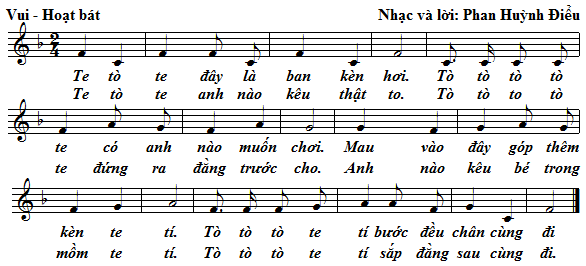 Vui - Hoạt bát Nhạc và lời: Phan Huỳnh Điểu
2
4
Te tò te đây là ban kèn hơi. Tò tò tò tò
Te tò te anh nào kêu thật to. Tò tò to tò
te có anh nào muốn chơi. Mau vào đây góp thêm
te đứng ra đằng trước cho. Anh nào kêu bé trong
kèn te tí. Tò tò tò te tí bước đều chân cùng đi
mồm te tí. Tò tò tò te tí sắp đằng sau cùng đi.